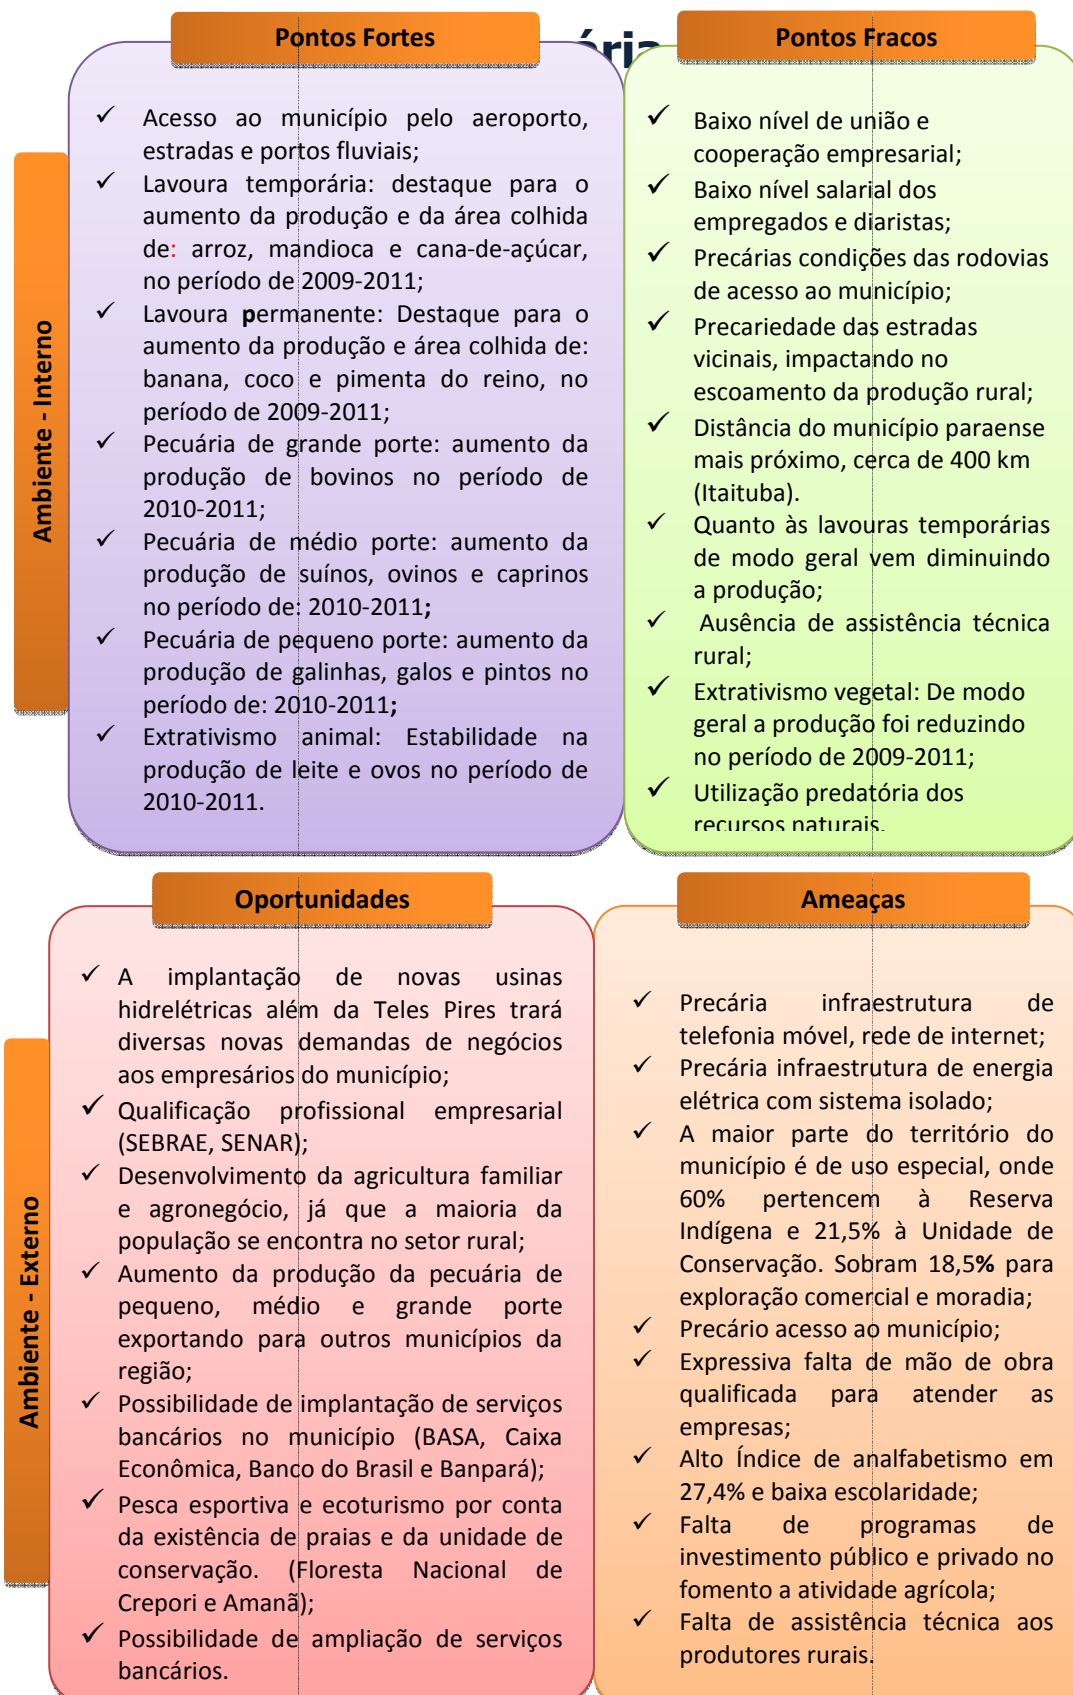 Pontos Fortes
ária
Pontos Fracos
Ambiente - Interno
✓ Acesso ao município pelo aeroporto,
estradas e portos fluviais;
✓ Lavoura temporária: destaque para o
aumento da produção e da área colhida
de: arroz, mandioca e cana-de-açúcar,
no período de 2009-2011;
✓ Lavoura permanente: Destaque para o
aumento da produção e área colhida de:
banana, coco e pimenta do reino, no
período de 2009-2011;
✓ Pecuária de grande porte: aumento da
produção de bovinos no período de
2010-2011;
✓ Pecuária de médio porte: aumento da
produção de suínos, ovinos e caprinos
no período de: 2010-2011;
✓ Pecuária de pequeno porte: aumento da
produção de galinhas, galos e pintos no
período de: 2010-2011;
✓ Extrativismo animal: Estabilidade na
produção de leite e ovos no período de
2010-2011.
✓ Baixo nível de união e
cooperação empresarial;
✓ Baixo nível salarial dos
empregados e diaristas;
✓ Precárias condições das rodovias
de acesso ao município;
✓ Precariedade das estradas
vicinais, impactando no
escoamento da produção rural;
✓ Distância do município paraense
mais próximo, cerca de 400 km
(Itaituba).
✓ Quanto às lavouras temporárias
de modo geral vem diminuindo
a produção;
✓ Ausência de assistência técnica
rural;
✓ Extrativismo vegetal: De modo
geral a produção foi reduzindo
no período de 2009-2011;
✓ Utilização predatória dos
recursos naturais.
Oportunidades
Ameaças
Ambiente - Externo
✓ A implantação de novas usinas
hidrelétricas além da Teles Pires trará
diversas novas demandas de negócios
aos empresários do município;
✓ Qualificação profissional empresarial
(SEBRAE, SENAR);
✓ Desenvolvimento da agricultura familiar
e agronegócio, já que a maioria da
população se encontra no setor rural;
✓ Aumento da produção da pecuária de
pequeno, médio e grande porte
exportando para outros municípios da
região;
✓ Possibilidade de implantação de serviços
bancários no município (BASA, Caixa
Econômica, Banco do Brasil e Banpará);
✓ Pesca esportiva e ecoturismo por conta
da existência de praias e da unidade de
conservação. (Floresta Nacional de
Crepori e Amanã);
✓ Possibilidade de ampliação de serviços
bancários.
✓ Precária infraestrutura de
telefonia móvel, rede de internet;
✓ Precária infraestrutura de energia
elétrica com sistema isolado;
✓ A maior parte do território do
município é de uso especial, onde
60% pertencem à Reserva
Indígena e 21,5% à Unidade de
Conservação. Sobram 18,5% para
exploração comercial e moradia;
✓ Precário acesso ao município;
✓ Expressiva falta de mão de obra
qualificada para atender as
empresas;
✓ Alto Índice de analfabetismo em
27,4% e baixa escolaridade;
✓ Falta de programas de
investimento público e privado no
fomento a atividade agrícola;
✓ Falta de assistência técnica aos
produtores rurais.